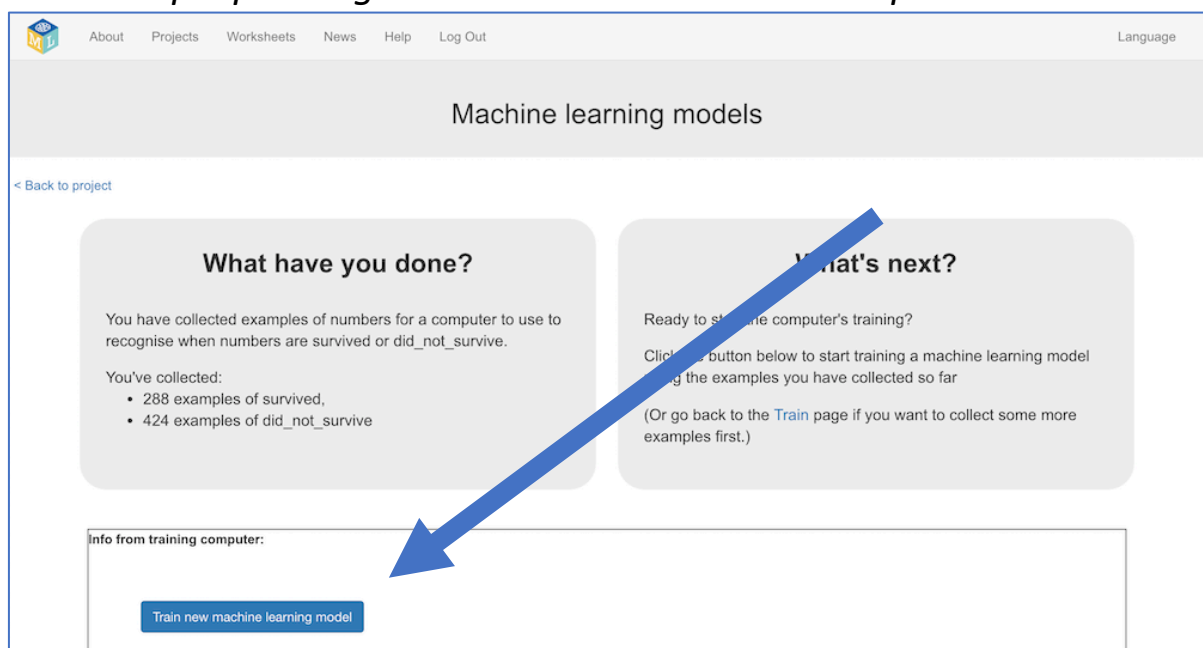 About Projects Worksheets News Help Log Out Language
Machine learning models
< Back to project
What have you done?
You have collected examples of numbers for a computer to use to
recognise when numbers are survived or did_not_survive.
You've collected:
• 288 examples of survived,
• 424 examples of did_not_survive
What's next?
Ready to the computer's training?
button below to start training a machine learning model
the examples you have collected so far
(Or go back to the Train page if you want to collect some more
examples first.)
Info from training computer:
Train new machine learning model